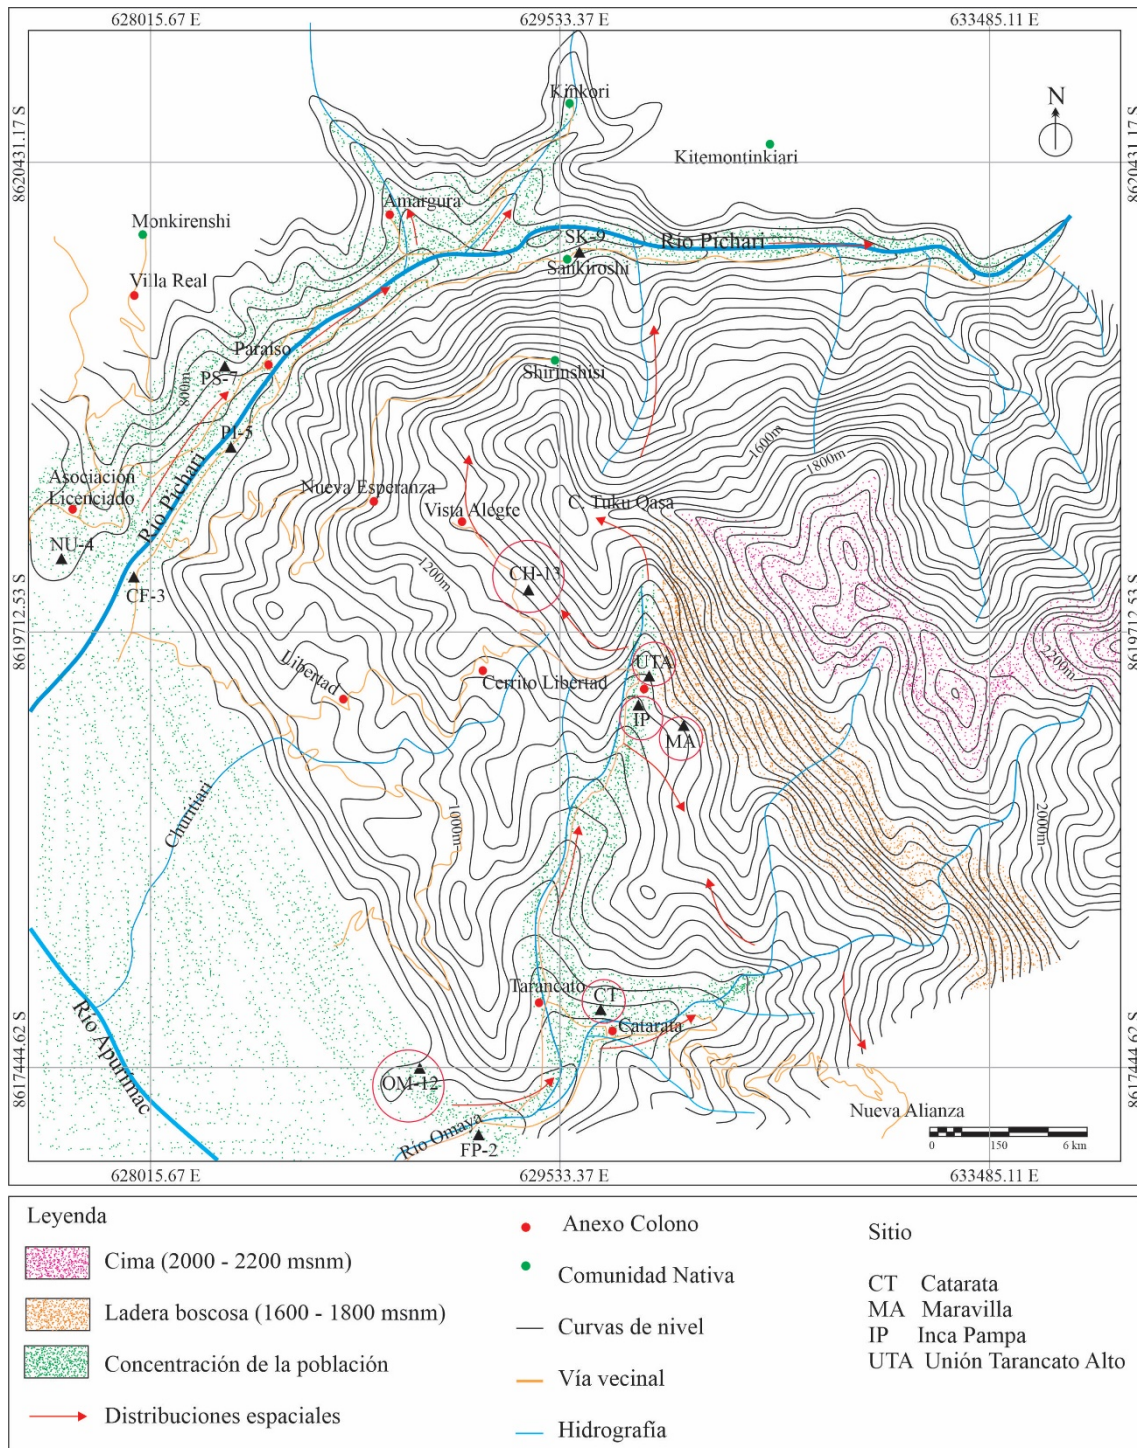 628015.67 E
629533.37 E
633485.11 E
8620431.17 S
8620431.17 S
N
Kinkori
Kitemontinkiari
Amargura
Monkirenshi
SK-9
Río Pichari
Sankiroshi
Villa Real
Paraiso
PS-7
800m
Shirinshisi
PI-5
1600m
1800m
Asociación
Licenciado
Río Pichari
Nueva Esperanza
Vista Alegre
C. Tuku Qasa
NU-4
CF-3
1200m
CH-13
8619712.53 S
8619712.53 S
UTA
2200m
Libertad
Cerrito Libertad
IP
MA
Churitiari
1000m
2000m
Tarancato
CT
Catarata
Río Apurimac
8617444.62 S
8617444.62 S
OM-12
Nueva Alianza
Río Omaya
FP-2
0 150 6 km
628015.67 E
629533.37 E
633485.11 E
Leyenda
Cima (2000 - 2200 msnm)
Ladera boscosa (1600 - 1800 msnm)
Concentración de la población
Distribuciones espaciales
Anexo Colono
Comunidad Nativa
Curvas de nivel
Vía vecinal
Hidrografía
Sitio
CT Catarata
MA Maravilla
IP Inca Pampa
UTA Unión Tarancato Alto